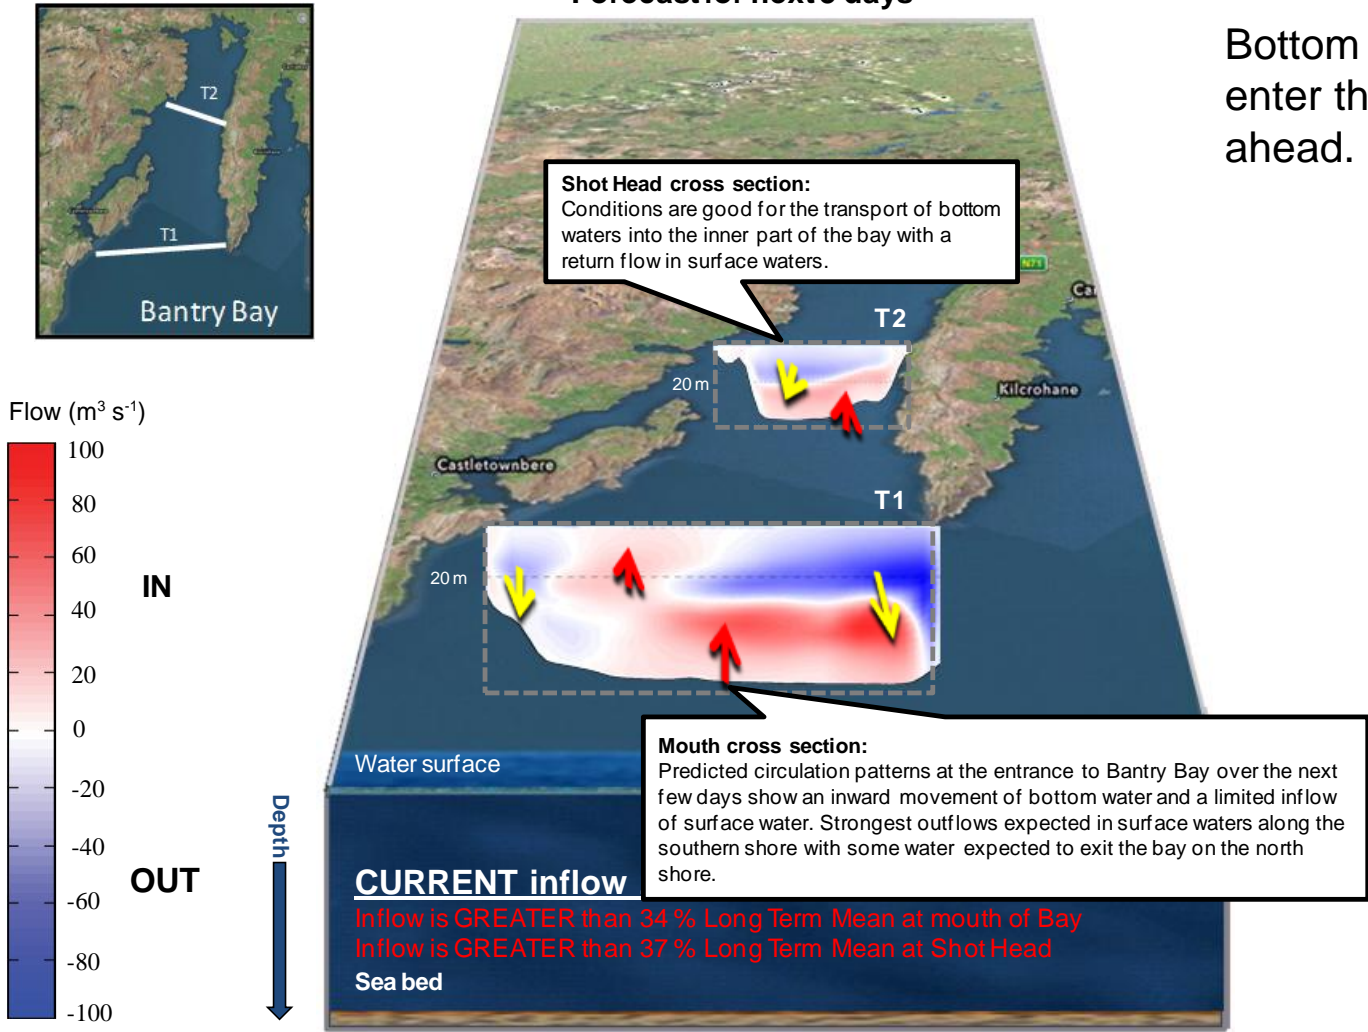 Forecast for next 3 days
Bottom
enter th
ahead.
T2
T1
Bantry Bay
Shot Head cross section:
Conditions are good for the transport of bottom
waters into the inner part of the bay with a
return flow in surface waters.
N71
Ca
T2
20 m
Kilcrohane
Castletownbere
T1
20 m
Flow (m³ s⁻¹)
100
80
60
40
20
0
-20
-40
-60
-80
-100
IN
OUT
Depth
Water surface
Mouth cross section:
Predicted circulation patterns at the entrance to Bantry Bay over the next
few days show an inward movement of bottom water and a limited inflow
of surface water. Strongest outflows expected in surface waters along the
southern shore with some water expected to exit the bay on the north
shore.
CURRENT inflow
Inflow is GREATER than 34 % Long Term Mean at mouth of Bay
Inflow is GREATER than 37 % Long Term Mean at Shot Head
Sea bed